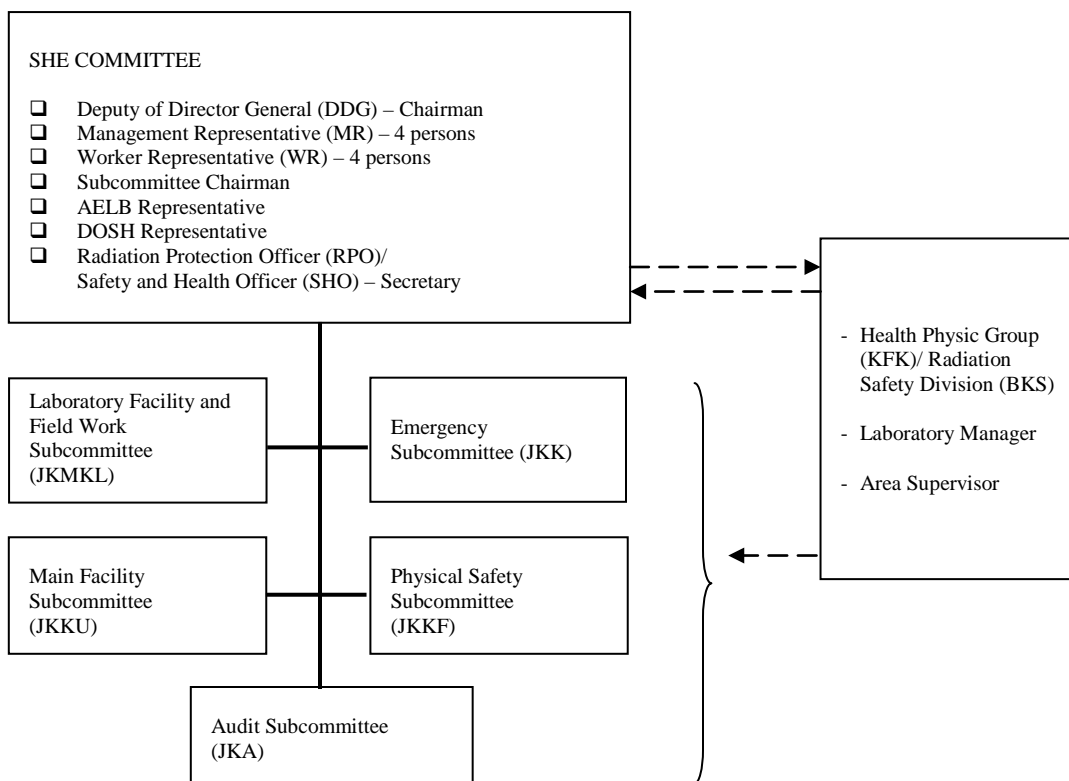 SHE COMMITTEE
❑ Deputy of Director General (DDG) – Chairman
❑ Management Representative (MR) – 4 persons
❑ Worker Representative (WR) – 4 persons
❑ Subcommittee Chairman
❑ AELB Representative
❑ DOSH Representative
❑ Radiation Protection Officer (RPO)/
Safety and Health Officer (SHO) – Secretary
- Health Physic Group
(KFK)/ Radiation
Safety Division (BKS)
- Laboratory Manager
- Area Supervisor
Laboratory Facility and
Field Work
Subcommittee
(JKMKL)
Emergency
Subcommittee (JKK)
Main Facility
Subcommittee
(JKKU)
Physical Safety
Subcommittee
(JKKF)
Audit Subcommittee
(JKA)